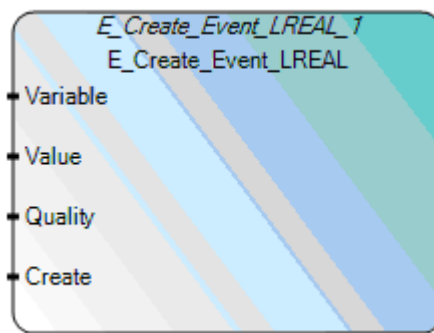 E_Create_Event_LREAL_1
E_Create_Event_LREAL
Variable
Value
Quality
Create